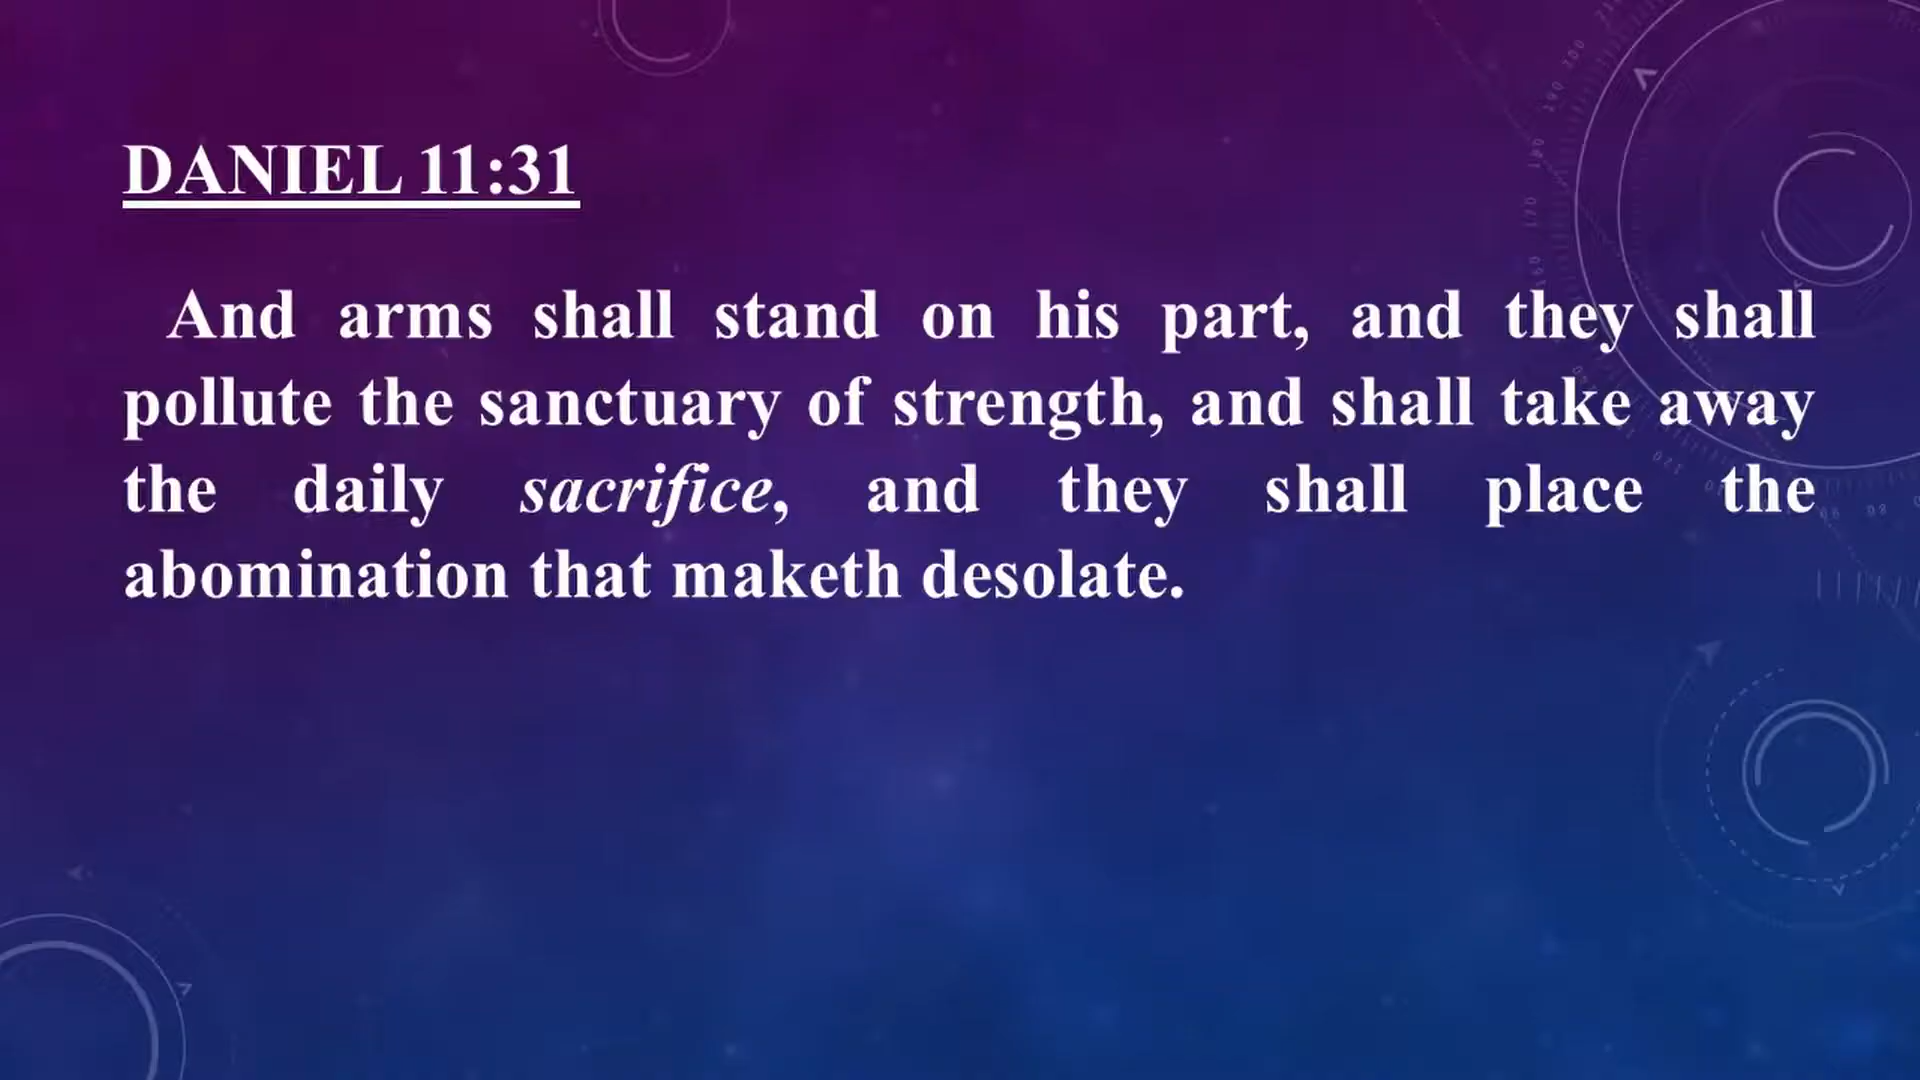 DANIEL 11:31
And arms shall stand on his part, and they shall
pollute the sanctuary of strength, and shall take away
the daily sacrifice, and they shall place the
abomination that maketh desolate.